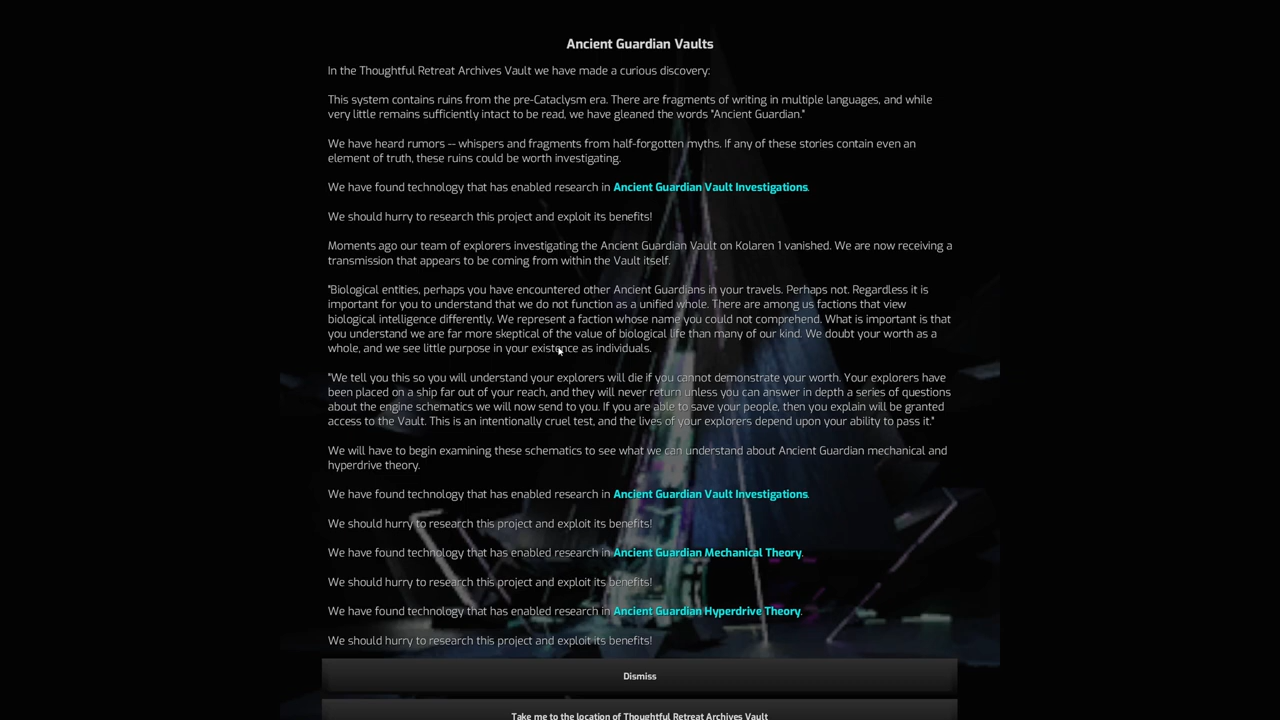 Ancient Guardian Vaults
In the Thoughtful Retreat Archives Vault we have made a curious discovery:
This system contains ruins from the pre-Cataclysm era. There are fragments of writing in multiple languages, and while
very little remains sufficiently intact to be read, we have gleaned the words "Ancient Guardian."
We have heard rumors -- whispers and fragments from half-forgotten myths. If any of these stories contain even an
element of truth, these ruins could be worth investigating.
We have found technology that has enabled research in Ancient Guardian Vault Investigations.
We should hurry to research this project and exploit its benefits!
Moments ago our team of explorers investigating the Ancient Guardian Vault on Kolaren 1 vanished. We are now receiving a
transmission that appears to be coming from within the Vault itself.
"Biological entities, perhaps you have encountered other Ancient Guardians in your travels. Perhaps not. Regardless it is
important for you to understand that we do not function as a unified whole. There are among us factions that view
biological intelligence differently. We represent a faction whose name you could not comprehend. What is important is that
you understand we are far more skeptical of the value of biological life than many of our kind. We doubt your worth as a
whole, and we see little purpose in your existence as individuals.
"We tell you this so you will understand your explorers will die if you cannot demonstrate your worth. Your explorers have
been placed on a ship far out of your reach, and they will never return unless you can answer in depth a series of questions
about the engine schematics we will now send to you. If you are able to save your people, then you explain will be granted
access to the Vault. This is an intentionally cruel test, and the lives of your explorers depend upon your ability to pass it."
We will have to begin examining these schematics to see what we can understand about Ancient Guardian mechanical and
hyperdrive theory.
We have found technology that has enabled research in Ancient Guardian Vault Investigations.
We should hurry to research this project and exploit its benefits!
We have found technology that has enabled research in Ancient Guardian Mechanical Theory.
We should hurry to research this project and exploit its benefits!
We have found technology that has enabled research in Ancient Guardian Hyperdrive Theory.
We should hurry to research this project and exploit its benefits!
Dismiss
Take me to the location of Thoughtful Retreat Archives Vault